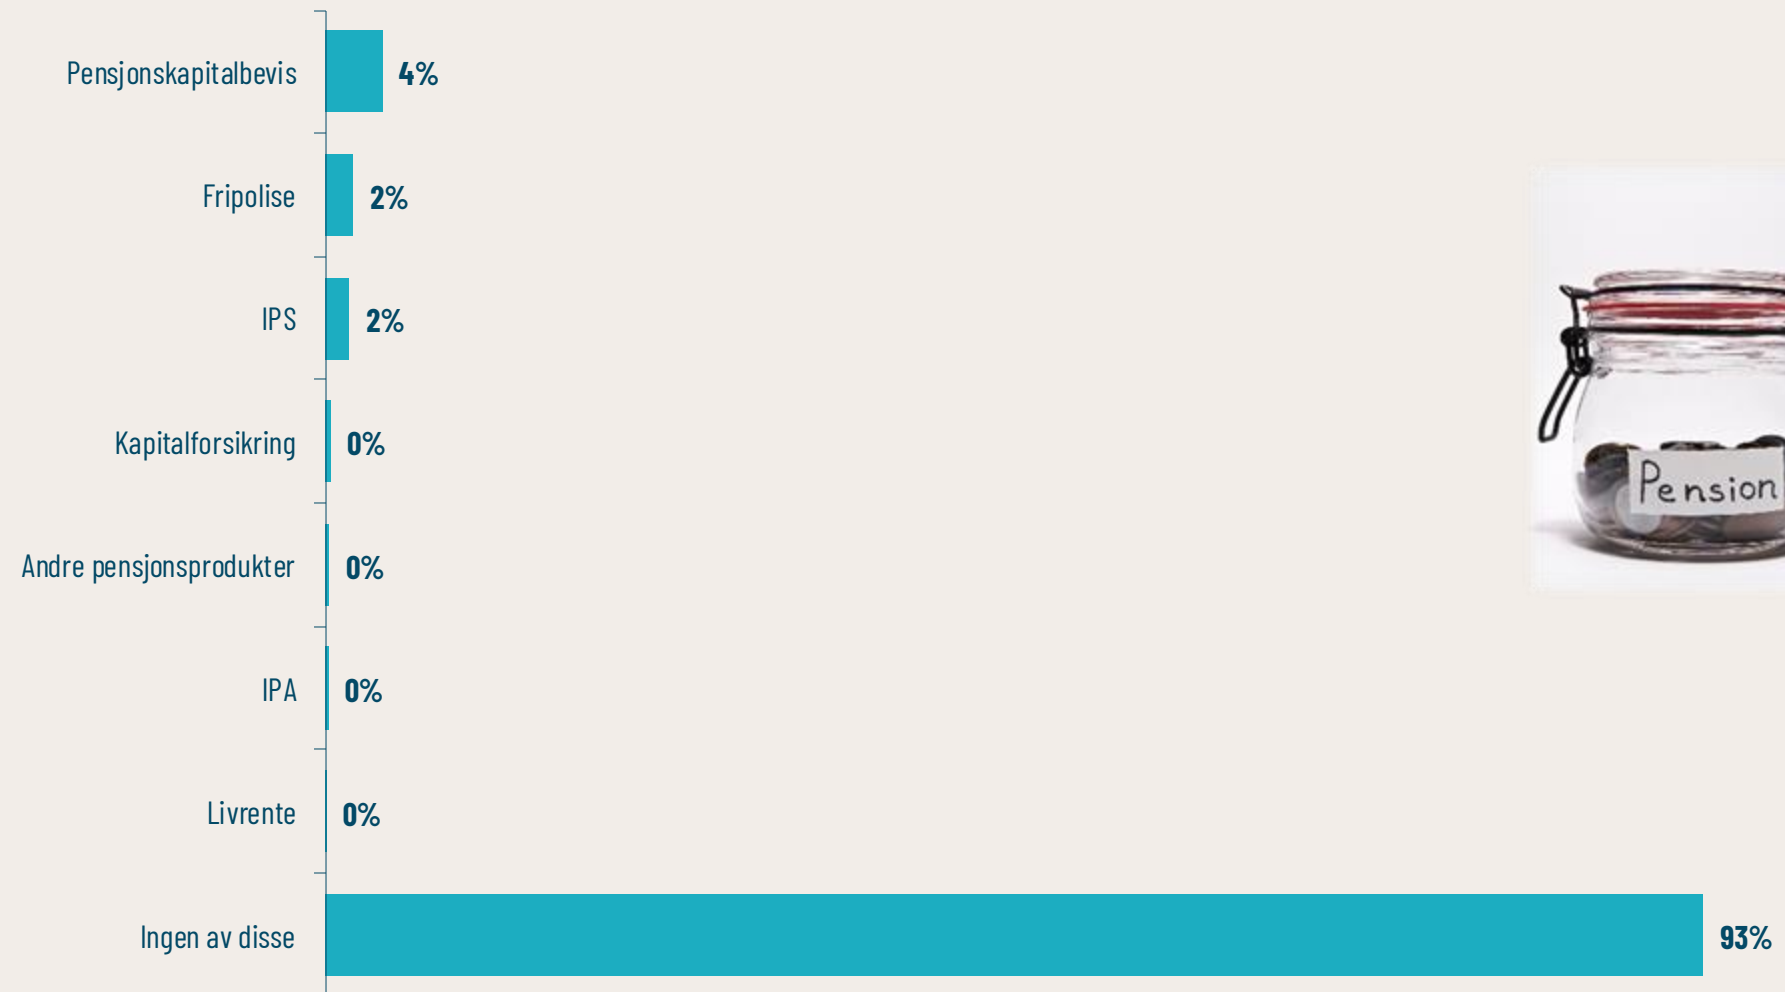 Pensjonskapitalbevis 4%
Fripolise 2%
IPS 2%
Kapitalforsikring 0%
Andre pensjonsprodukter 0%
IPA 0%
Livrente 0%
Ingen av disse 93%
Pension